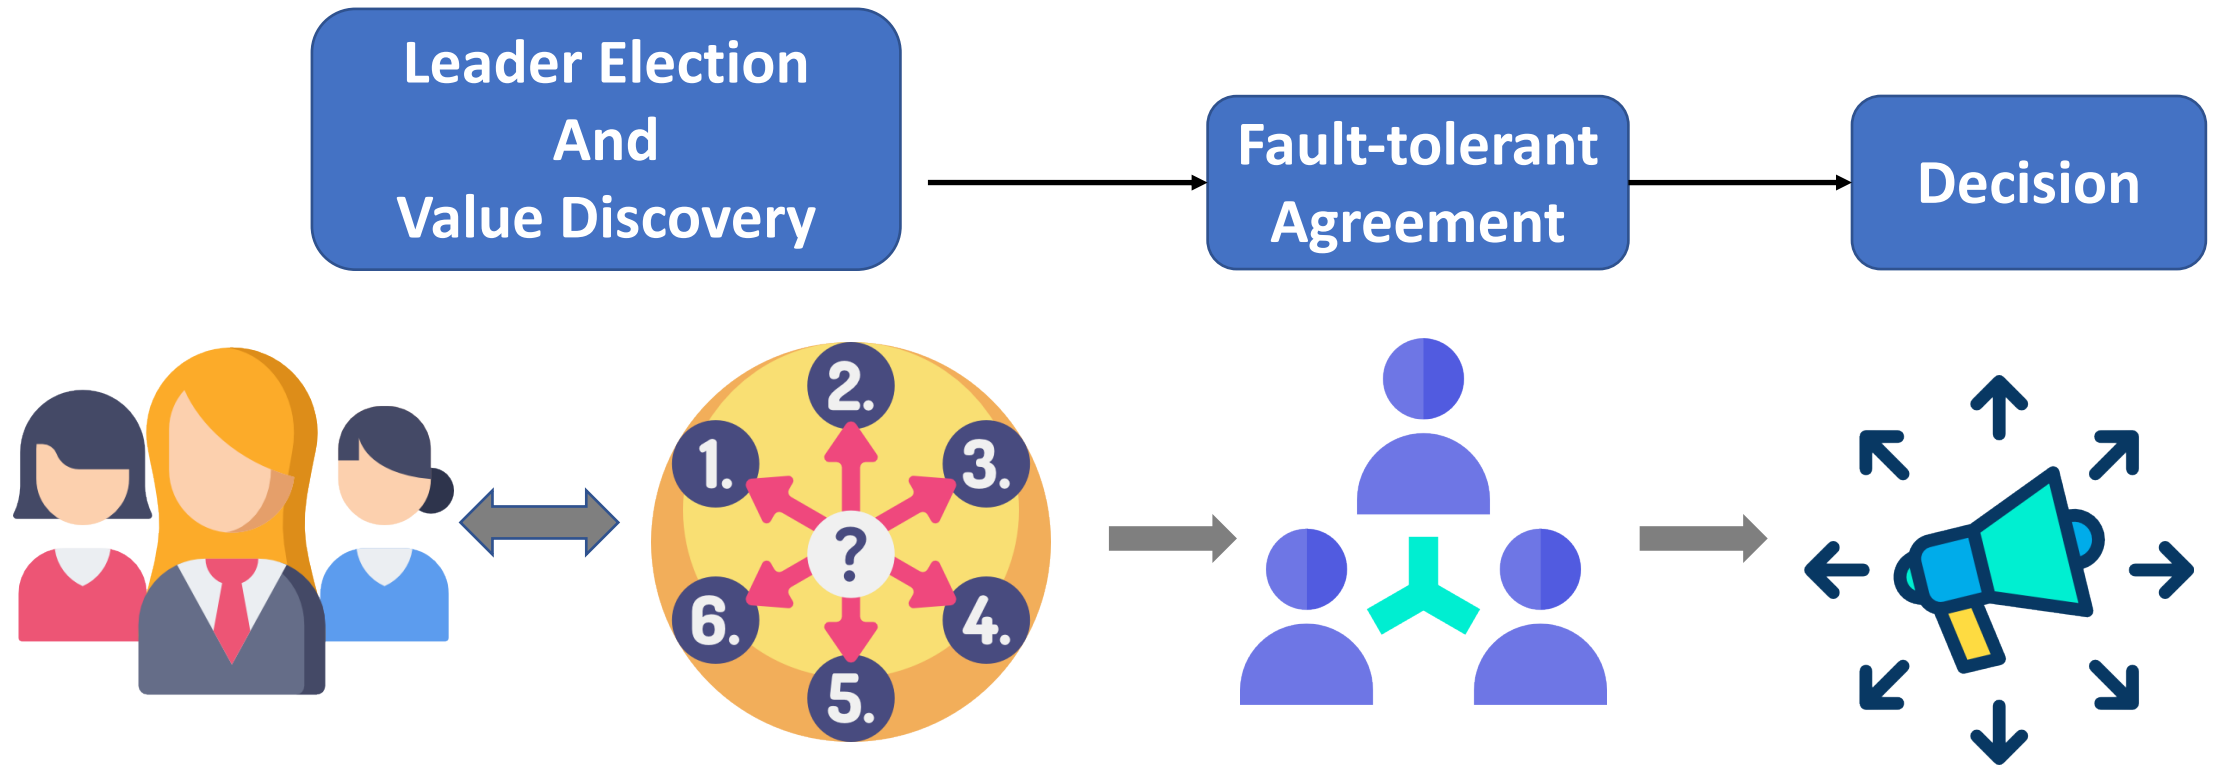 Leader Election
And
Value Discovery
Fault-tolerant
Agreement
Decision
2.
1.
3.
?
6.
4.
5.